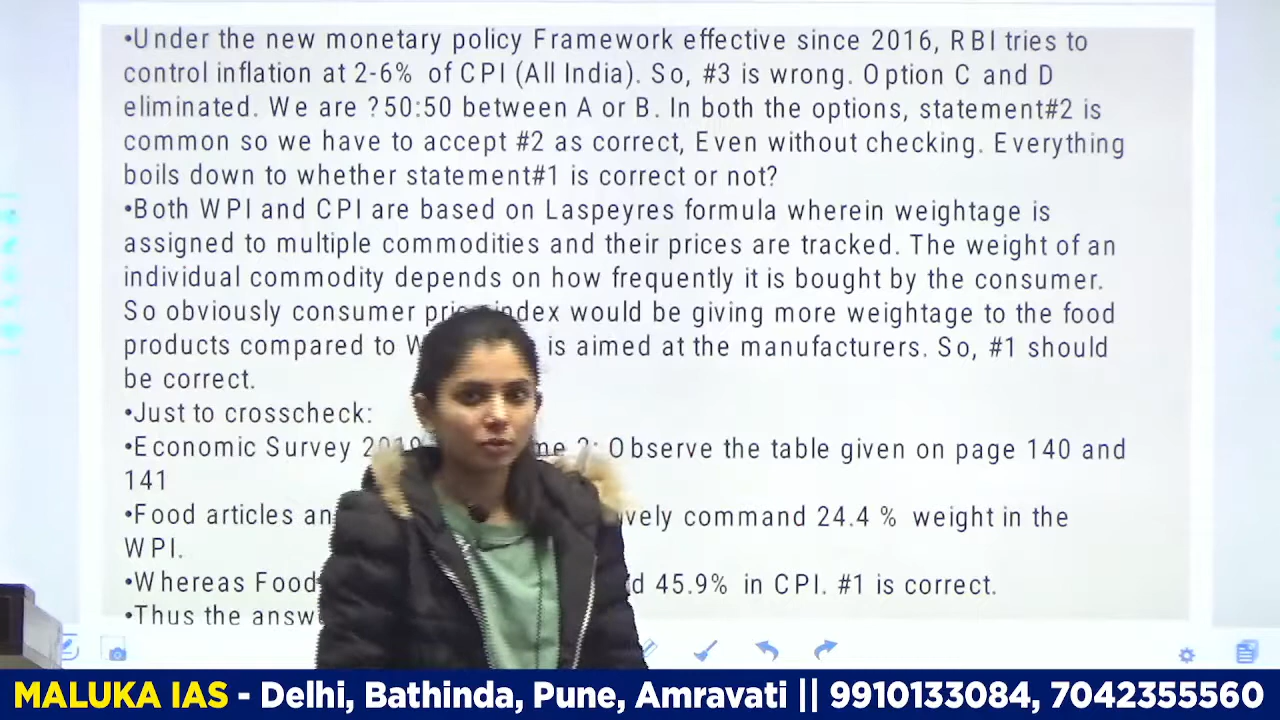 •Under the new monetary policy Framework effective since 2016, RBI tries to
control inflation at 2-6% of CPI (All India). So, #3 is wrong. Option C and D
eliminated. We are ?50:50 between A or B. In both the options, statement#2 is
common so we have to accept #2 as correct, Even without checking. Everything
boils down to whether statement#1 is correct or not?
•Both WPI and CPI are based on Laspeyres formula wherein weightage is
assigned to multiple commodities and their prices are tracked. The weight of an
individual commodity depends on how frequently it is bought by the consumer.
So obviously consumer price index would be giving more weightage to the food
products compared to W is aimed at the manufacturers. So, #1 should
be correct.
•Just to crosscheck:
•Economic Survey 2019 me 2: Observe the table given on page 140 and
141
•Food articles an vely command 24.4 % weight in the
WPI.
•Whereas Food d 45.9% in CPI. #1 is correct.
•Thus the answ
MALUKA IAS - Delhi, Bathinda, Pune, Amravati || 9910133084, 7042355560